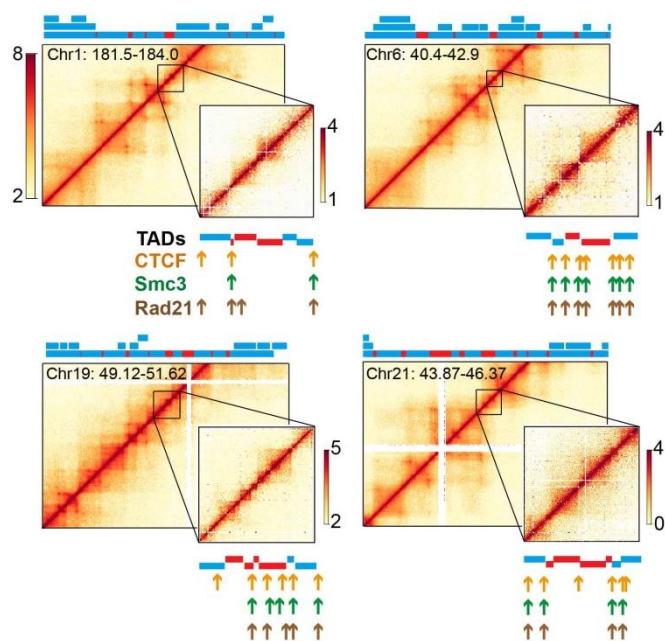 Chr1: 181.5-184.0
8
2
4
1
Chr6: 40.4-42.9
4
1
TADs
CTCF
Smc3
Rad21
Chr19: 49.12-51.62
5
2
Chr21: 43.87-46.37
4
0